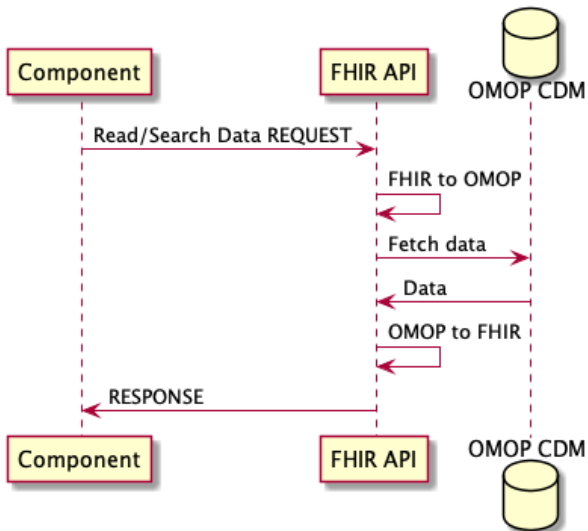 Component
FHIR API
OMOP CDM
Read/Search Data REQUEST
FHIR to OMOP
Fetch data
Data
OMOP to FHIR
RESPONSE
Component
FHIR API
OMOP CDM